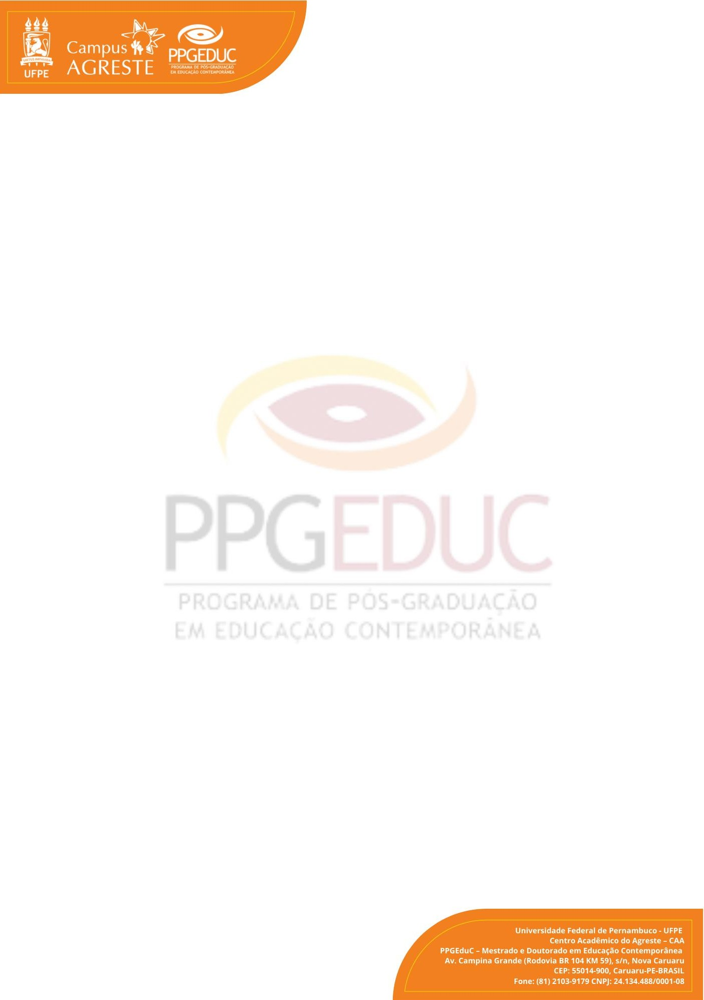 VIRTUS IMPAVIDA
UFPE
Campus
AGRESTE
PPGEDUC
PROGRAMA DE PÓS-GRADUAÇÃO
EM EDUCAÇÃO CONTEMPORÂNEA
PPGEDUC
PROGRAMA DE PÓS-GRADUAÇÃO
EM EDUCAÇÃO CONTEMPORÂNEA
Universidade Federal de Pernambuco - UFPE
Centro Acadêmico do Agreste – CAA
PPGEduC – Mestrado e Doutorado em Educação Contemporânea
Av. Campina Grande (Rodovia BR 104 KM 59), s/n, Nova Caruaru
CEP: 55014-900, Caruaru-PE-BRASIL
Fone: (81) 2103-9179 CNPJ: 24.134.488/0001-08